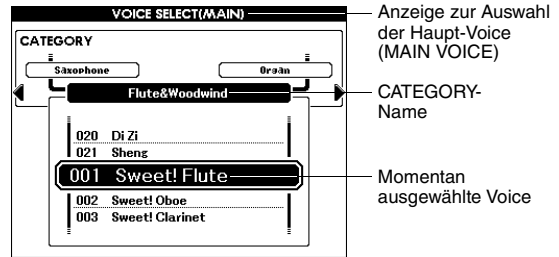 VOICE SELECT(MAIN)
Anzeige zur Auswahl
der Haupt-Voice
(MAIN VOICE)
CATEGORY
Saxophone
Organ
Flute&Woodwind
CATEGORY-
Name
020 Di Zi
021 Sheng
001 Sweet! Flute
Momentan
ausgewählte Voice
002 Sweet! Oboe
003 Sweet! Clarinet